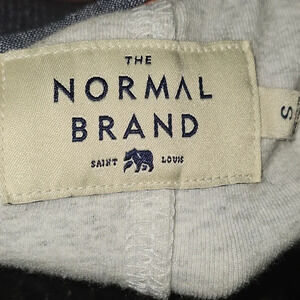 THE
NORMAL
BRAND
SAINT LOUIS
S